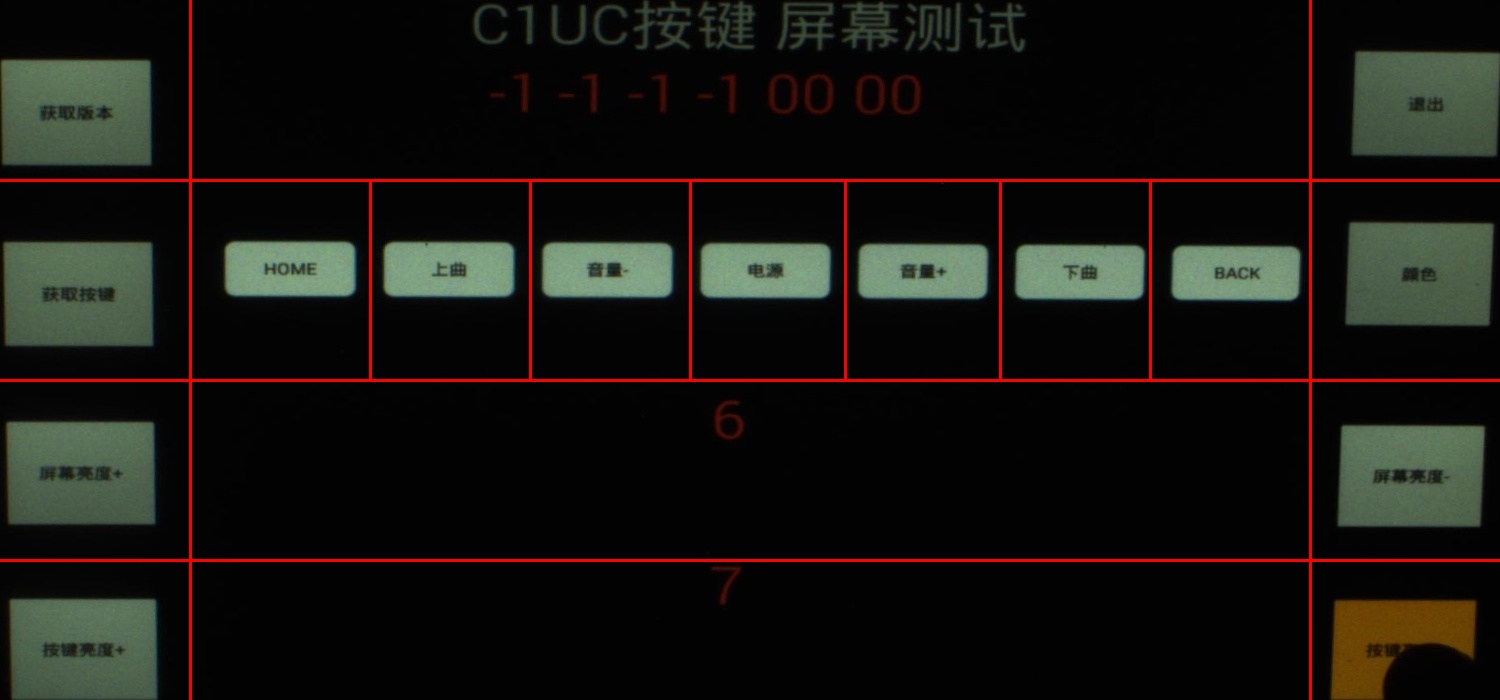 C1UC按键 屏幕测试
-1 -1 -1 -1 00 00
获取版本
退出
获取按键
HOME
上曲
音量-
电源
音量+
下曲
BACK
颜色
6
屏幕亮度+
屏幕亮度-
7
按键亮度+
按键